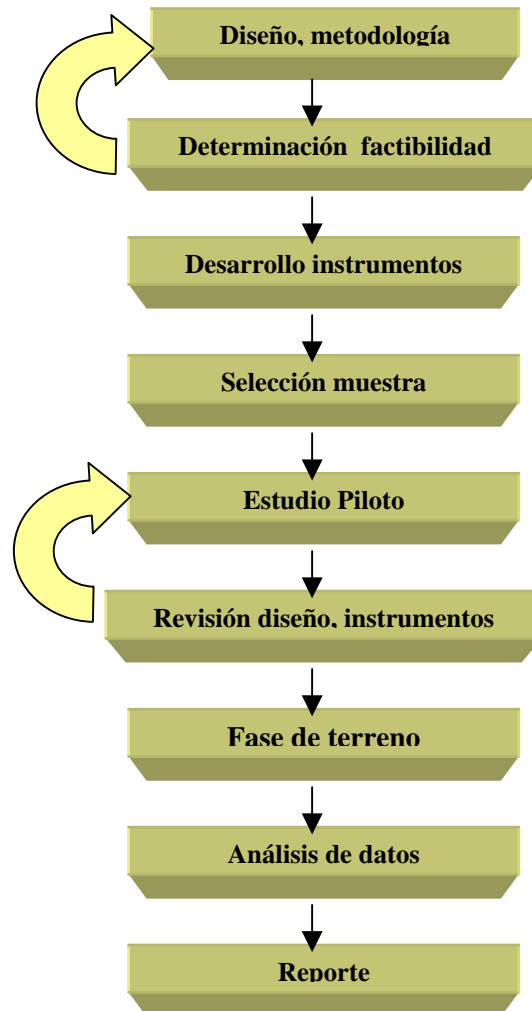 Diseño, metodología
Determinación factibilidad
Desarrollo instrumentos
Selección muestra
Estudio Piloto
Revisión diseño, instrumentos
Fase de terreno
Análisis de datos
Reporte